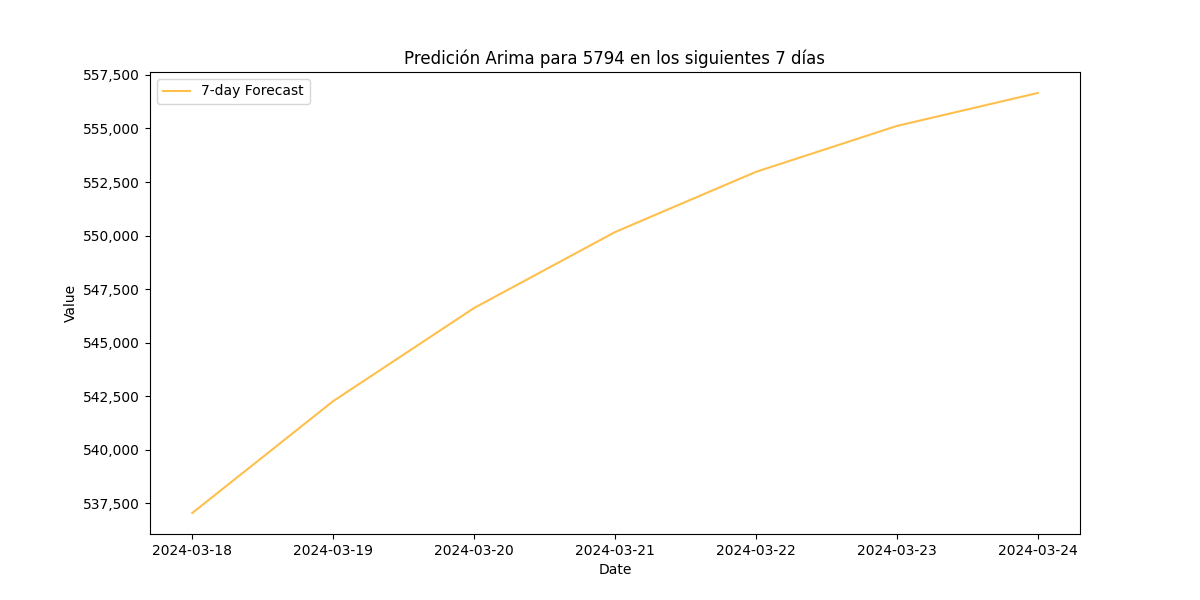 Predición Arima para 5794 en los siguientes 7 días
7-day Forecast
Value
557,500
555,000
552,500
550,000
547,500
545,000
542,500
540,000
537,500
2024-03-18 2024-03-19 2024-03-20 2024-03-21 2024-03-22 2024-03-23 2024-03-24
Date